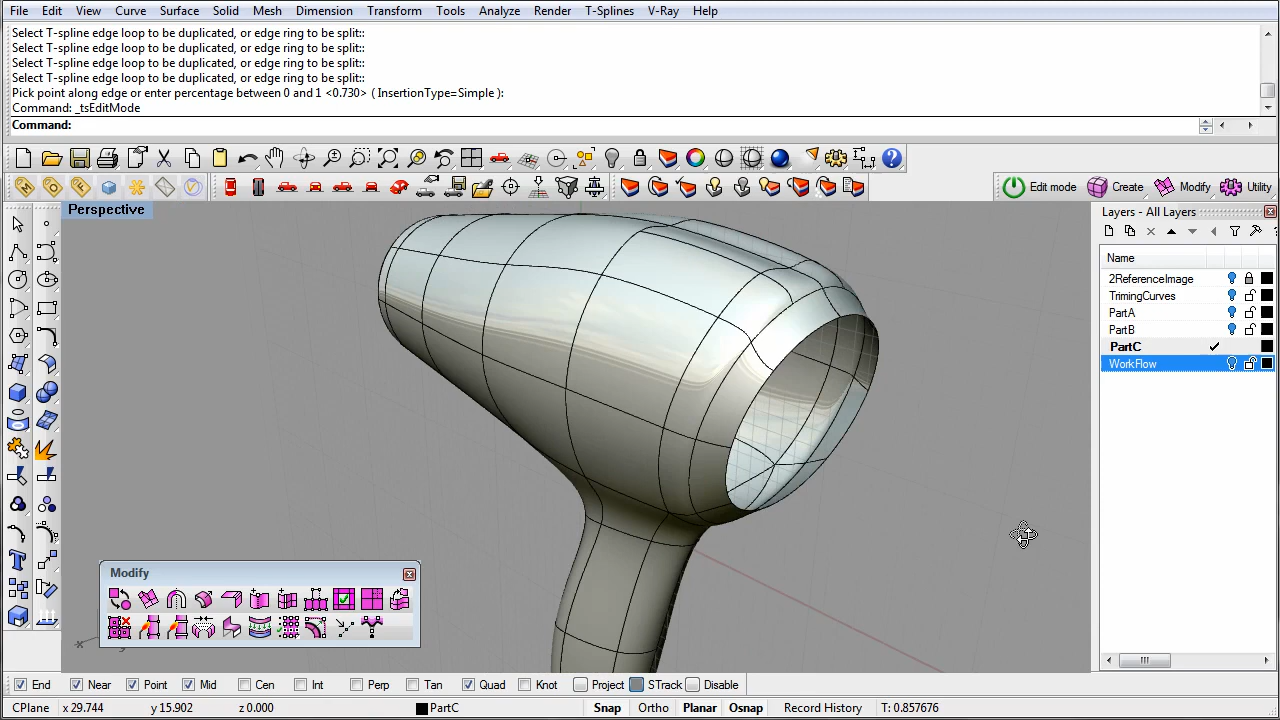 File Edit View Curve Surface Solid Mesh Dimension Transform Tools Analyze Render T-Splines V-Ray Help
Select T-spline edge loop to be duplicated, or edge ring to be split::
Select T-spline edge loop to be duplicated, or edge ring to be split::
Select T-spline edge loop to be duplicated, or edge ring to be split::
Select T-spline edge loop to be duplicated, or edge ring to be split::
Pick point along edge or enter percentage between 0 and 1 <0.730> ( InsertionType=Simple ):
Command: _tsEditMode
Command:
Edit mode Create Modify Utility
Perspective
Layers - All Layers
Name
2ReferenceImage
TrimingCurves
PartA
PartB
PartC
WorkFlow
Modify
x
End Near Point Mid Cen Int Perp Tan Quad Knot Project STrack Disable
CPlane x 29.744 y 15.902 z 0.000 PartC Snap Ortho Planar Osnap Record History T: 0.857676